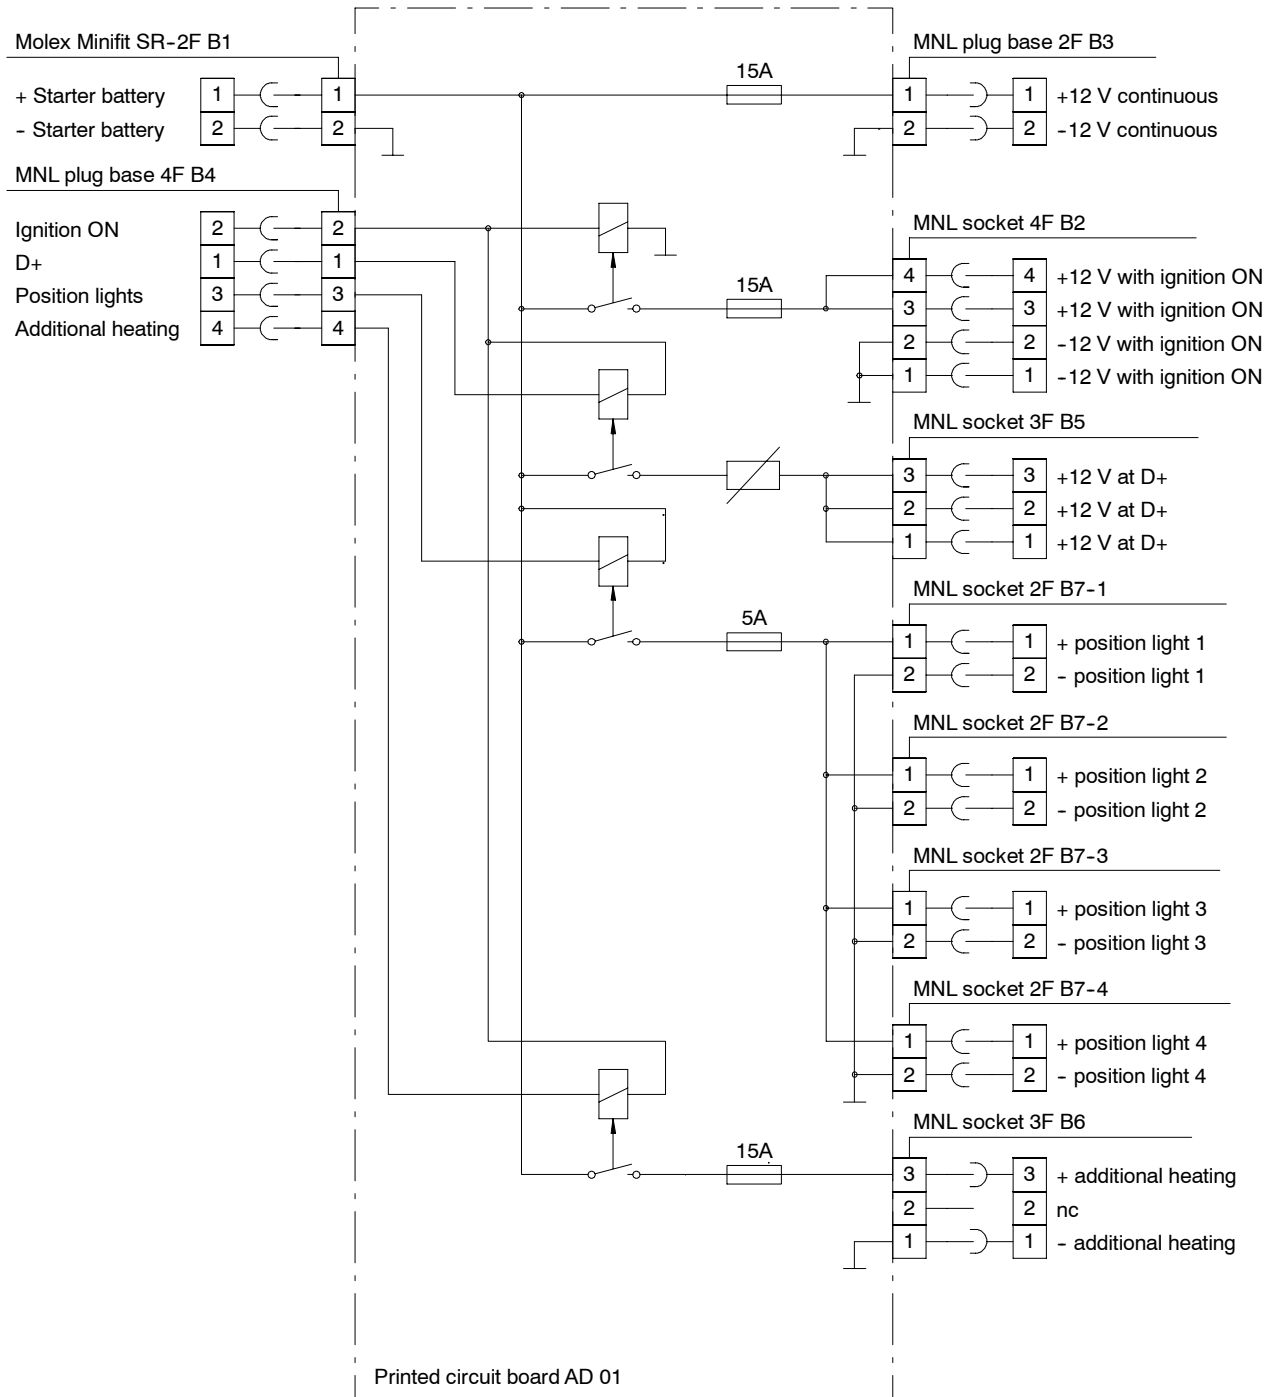 Molex Minifit SR-2F B1
+ Starter battery 1 1
- Starter battery 2 2
MNL plug base 4F B4
Ignition ON 2 2
D+ 1 1
Position lights 3 3
Additional heating 4 4
15A
MNL plug base 2F B3
1 1 +12 V continuous
2 2 -12 V continuous
15A
MNL socket 4F B2
4 4 +12 V with ignition ON
3 3 +12 V with ignition ON
2 2 -12 V with ignition ON
1 1 -12 V with ignition ON
MNL socket 3F B5
3 3 +12 V at D+
2 2 +12 V at D+
1 1 +12 V at D+
5A
MNL socket 2F B7-1
1 1 + position light 1
2 2 - position light 1
MNL socket 2F B7-2
1 1 + position light 2
2 2 - position light 2
MNL socket 2F B7-3
1 1 + position light 3
2 2 - position light 3
MNL socket 2F B7-4
1 1 + position light 4
2 2 - position light 4
15A
MNL socket 3F B6
3 3 + additional heating
2 2 nc
1 1 - additional heating
Printed circuit board AD 01